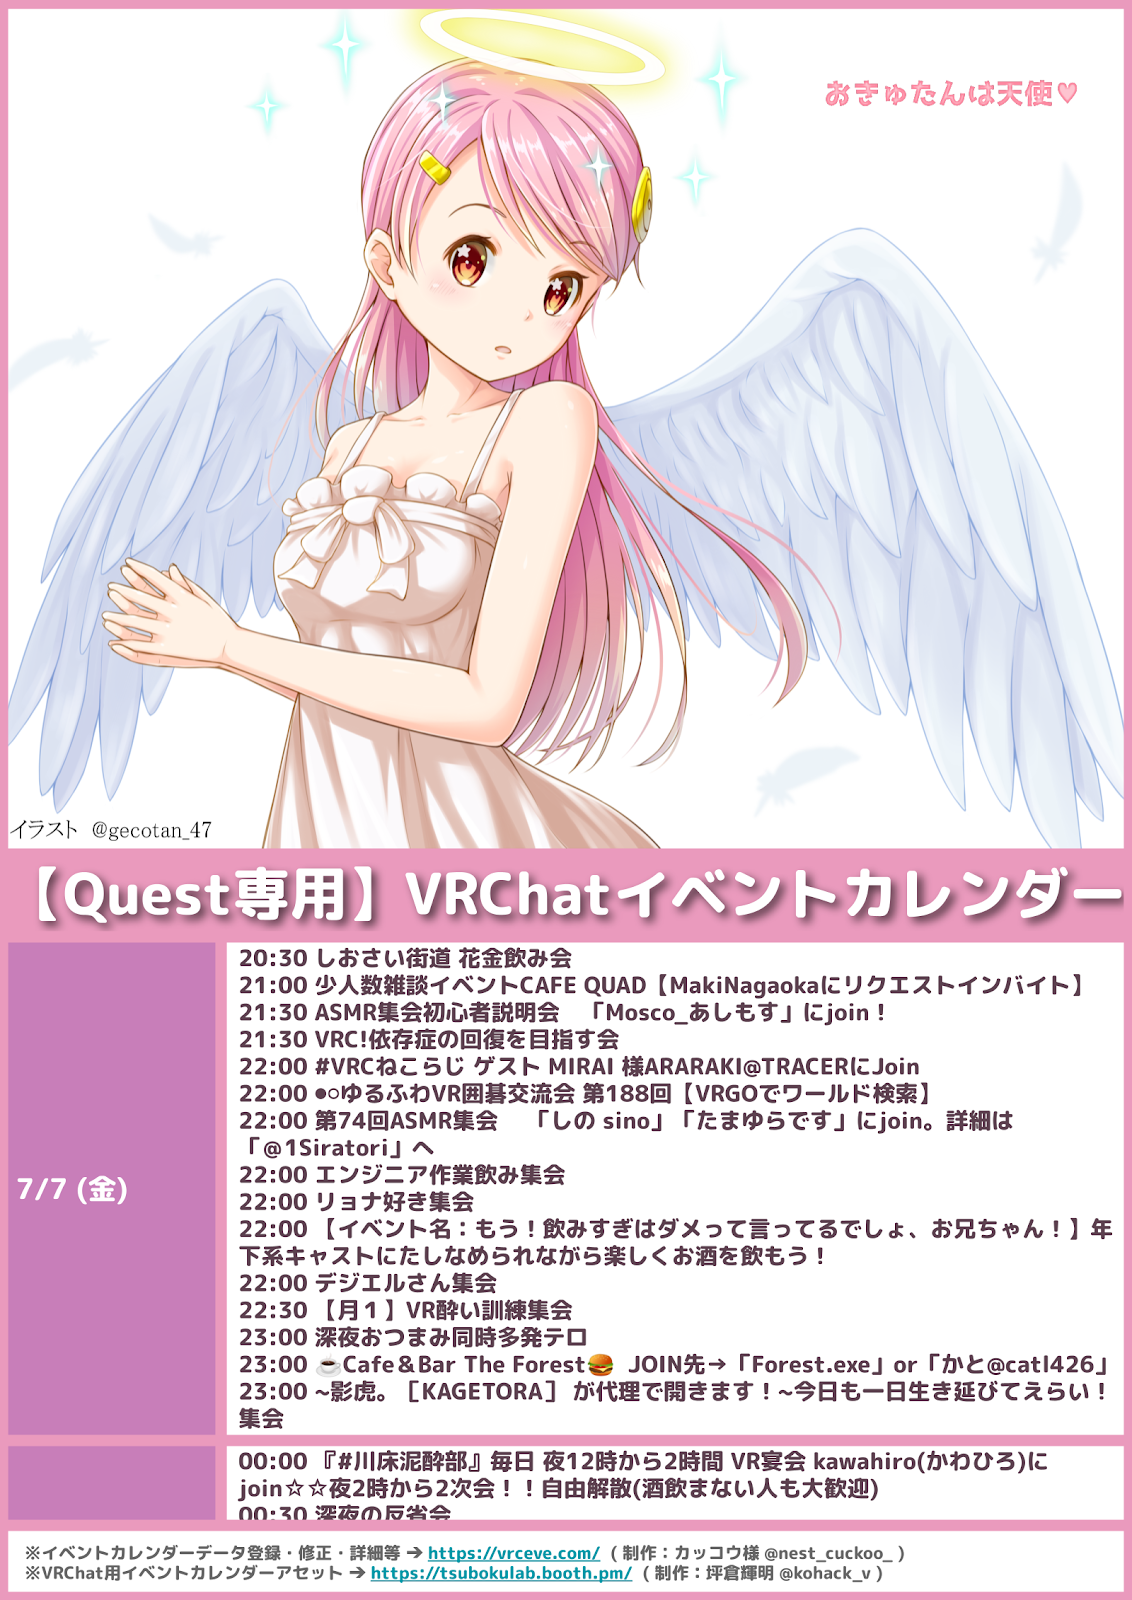 おきゅたんは天使♥
イラスト @gecotan_47
【Quest専用】VRChatイベントカレンダー
7/7 (金)
20:30 しおさい街道 花金飲み会
21:00 少人数雑談イベントCAFE QUAD【MakiNagaokaにリクエストインバイト】
21:30 ASMR集会初心者説明会　「Mosco_あしもす」にjoin！
21:30 VRC!依存症の回復を目指す会
22:00 #VRCねこらじ ゲスト MIRAI 様ARARAKI@TRACERにJoin
22:00 ⚫︎⚪︎ゆるふわVR囲碁交流会 第188回【VRGOでワールド検索】
22:00 第74回ASMR集会　「しの sino」「たまゆらです」にjoin。詳細は
「@1Siratori」へ
22:00 エンジニア作業飲み集会
22:00 リョナ好き集会
22:00 【イベント名：もう！飲みすぎはダメって言ってるでしょ、お兄ちゃん！】年
下系キャストにたしなめられながら楽しくお酒を飲もう！
22:00 デジエルさん集会
22:30 【月１】VR酔い訓練集会
23:00 深夜おつまみ同時多発テロ
23:00 ☕Cafe＆Bar The Forest🍔 JOIN先→「Forest.exe」or「かと@catl426」
23:00 ~影虎。［KAGETORA］ が代理で開きます！~今日も一日生き延びてえらい！
集会
00:00 『#川床泥酔部』毎日 夜12時から2時間 VR宴会 kawahiro(かわひろ)に
join☆☆夜2時から2次会！！自由解散(酒飲まない人も大歓迎)
00:30 深夜の反省会
※イベントカレンダーデータ登録・修正・詳細等 ➔ https://vrceve.com/ ( 制作：カッコウ様 @nest_cuckoo_ )
※VRChat用イベントカレンダーアセット ➔ https://tsubokulab.booth.pm/ ( 制作：坪倉輝明 @kohack_v )